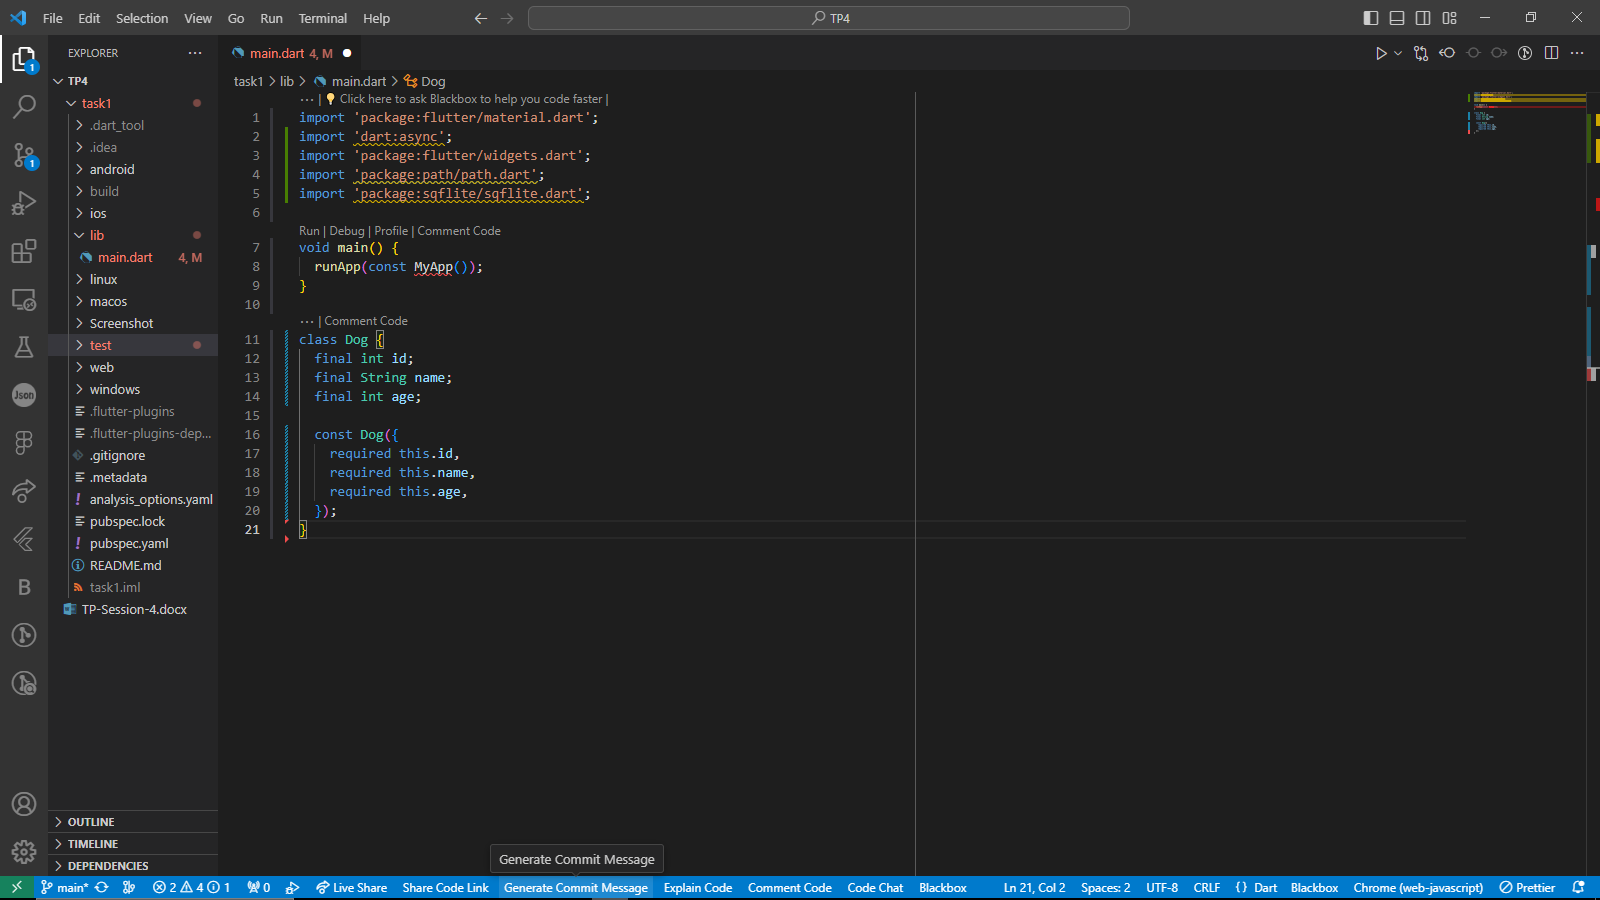 File Edit Selection View Go Run Terminal Help
TP4
EXPLORER
TP4
task1
.dart_tool
.idea
android
build
ios
lib
main.dart 4, M
linux
macos
Screenshot
test
web
windows
.flutter-plugins
.flutter-plugins-dep...
.gitignore
.metadata
analysis_options.yaml
pubspec.lock
pubspec.yaml
README.md
task1.iml
TP-Session-4.docx
OUTLINE
TIMELINE
DEPENDENCIES
1
1
Json
B
main.dart 4, M
task1 > lib > main.dart > Dog
··· | Click here to ask Blackbox to help you code faster |
1 import 'package:flutter/material.dart';
2 import 'dart:async';
3 import 'package:flutter/widgets.dart';
4 import 'package:path/path.dart';
5 import 'package:sqflite/sqflite.dart';
6
Run | Debug | Profile | Comment Code
7 void main() {
8 runApp(const MyApp());
9 }
10
··· | Comment Code
11 class Dog {
12 final int id;
13 final String name;
14 final int age;
15
16 const Dog({
17 required this.id,
18 required this.name,
19 required this.age,
20 });
21 }
Generate Commit Message
main* 2 4 1 0 Live Share Share Code Link Generate Commit Message Explain Code Comment Code Code Chat Blackbox Ln 21, Col 2 Spaces: 2 UTF-8 CRLF {} Dart Blackbox Chrome (web-javascript) Prettier